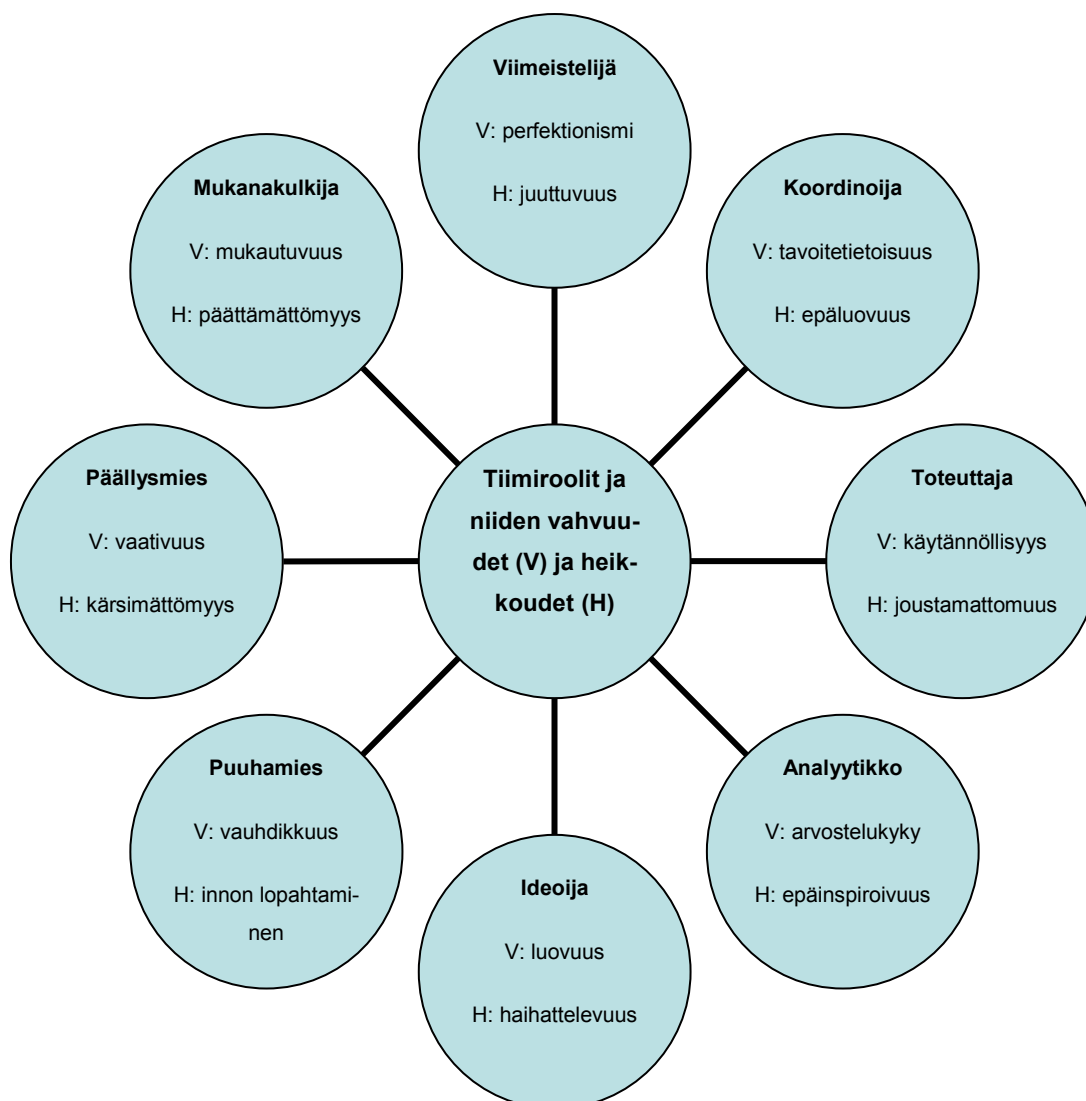 Viimeistelijä
V: perfektionismi
H: juuttuvuus
Koordinoija
V: tavoitetietoisuus
H: epäluovuus
Toteuttaja
V: käytännöllisyys
H: joustamattomuus
Analyytikko
V: arvostelukyky
H: epäinspiroivuus
Ideoija
V: luovuus
H: haihattelevuus
Puuhamies
V: vauhdikkuus
H: innon lopahtami-
nen
Päällysmies
V: vaativuus
H: kärsimättömyys
Mukanakulkija
V: mukautuvuus
H: päättämättömyys
Tiimiroolit ja
niiden vahvuu-
det (V) ja heik-
koudet (H)